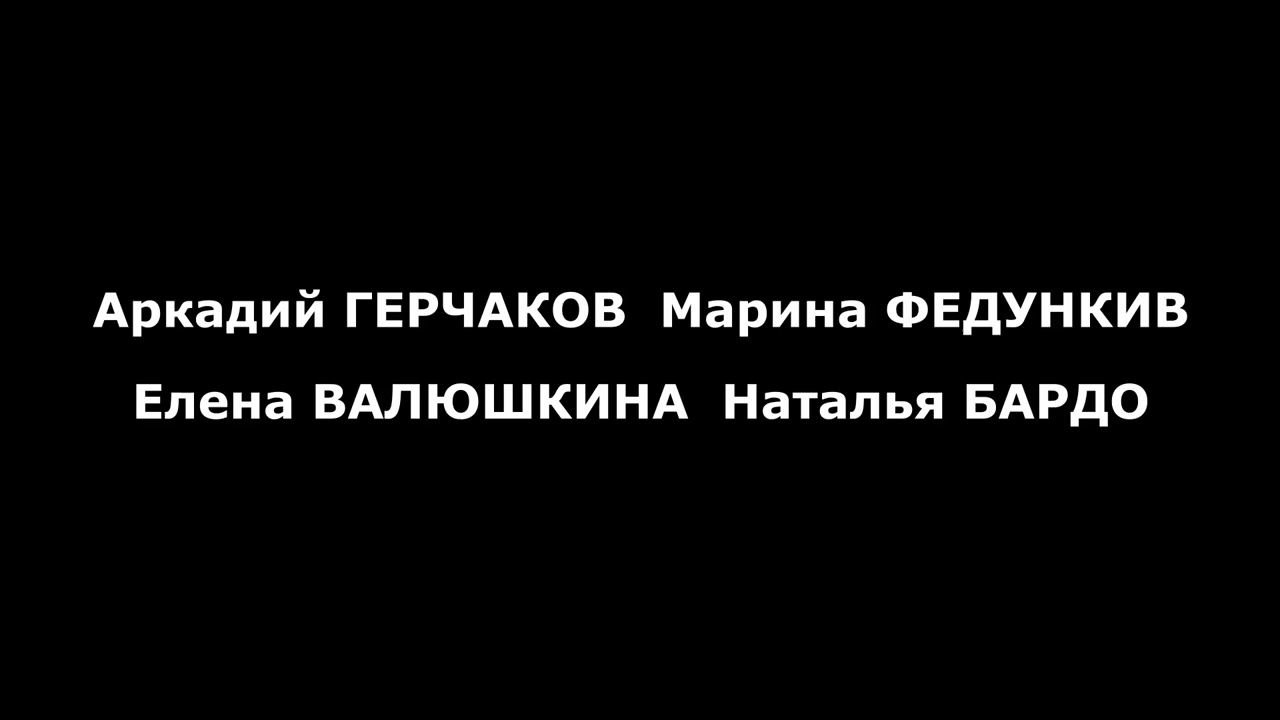 Аркадий ГЕРЧАКОВ Марина ФЕДУНКИВ
Елена ВАЛЮШКИНА Наталья БАРДО